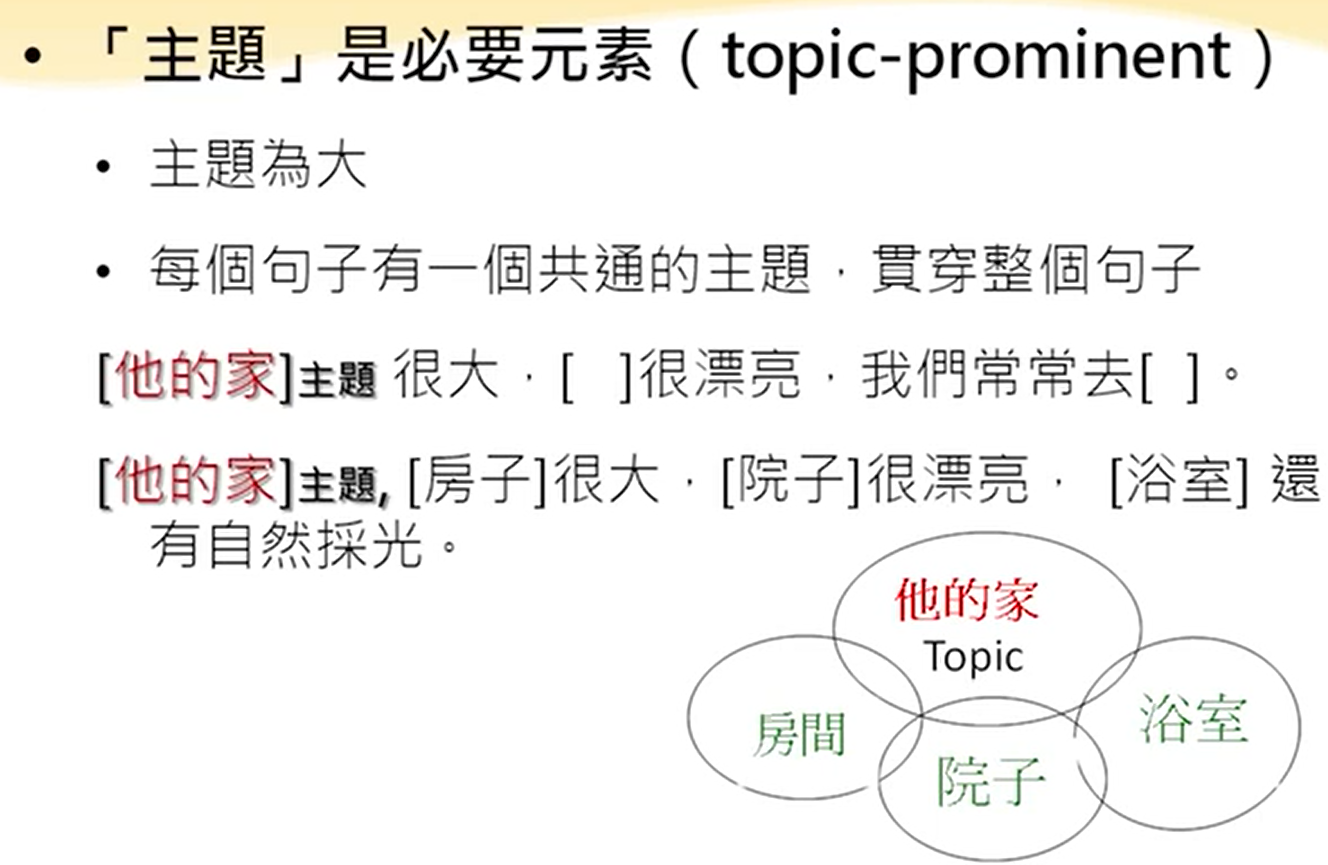 • 「主題」是必要元素（topic-prominent）
• 主題為大
• 每個句子有一個共通的主題，貫穿整個句子
[他的家]主題 很大，[ ]很漂亮，我們常常去[ ]。
[他的家]主題, [房子]很大，[院子]很漂亮， [浴室] 還
有自然採光。
他的家
Topic
房間
院子
浴室